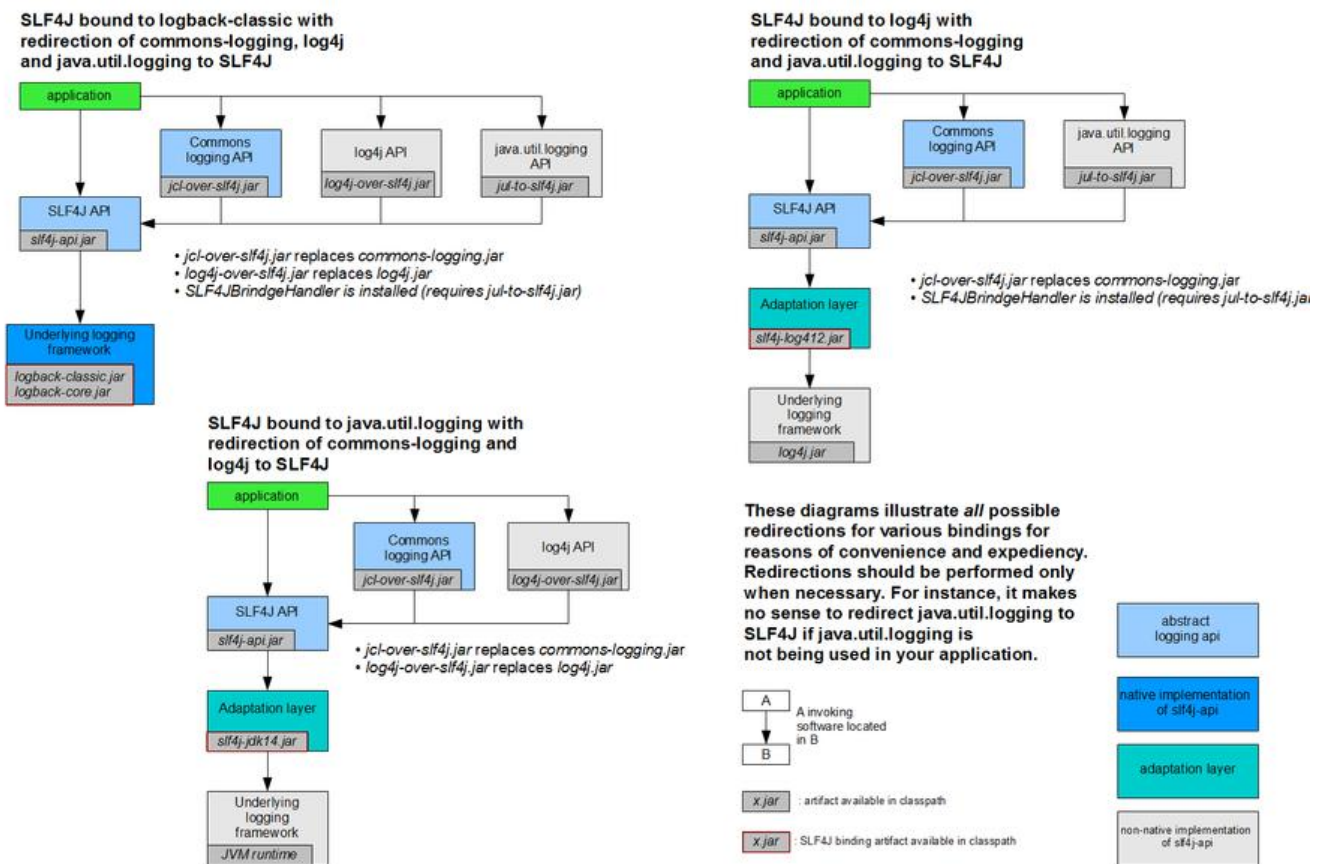 SLF4J bound to logback-classic with
redirection of commons-logging, log4j
and java.util.logging to SLF4J
application
Commons
logging API
jcl-over-slf4j.jar
log4j API
log4j-over-slf4j.jar
java.util.logging
API
jul-to-slf4j.jar
SLF4J API
slf4j-api.jar
• jcl-over-slf4j.jar replaces commons-logging.jar
• log4j-over-slf4j.jar replaces log4j.jar
• SLF4JBrindgeHandler is installed (requires jul-to-slf4j.jar)
Underlying logging
framework
logback-classic.jar
logback-core.jar
SLF4J bound to log4j with
redirection of commons-logging
and java.util.logging to SLF4J
application
Commons
logging API
jcl-over-slf4j.jar
java.util.logging
API
jul-to-slf4j.jar
SLF4J API
slf4j-api.jar
• jcl-over-slf4j.jar replaces commons-logging.jar
• SLF4JBrindgeHandler is installed (requires jul-to-slf4j.jar
Adaptation layer
slf4j-log412.jar
Underlying
logging
framework
log4j.jar
SLF4J bound to java.util.logging with
redirection of commons-logging and
log4j to SLF4J
application
Commons
logging API
jcl-over-slf4j.jar
log4j API
log4j-over-slf4j.jar
SLF4J API
slf4j-api.jar
• jcl-over-slf4j.jar replaces commons-logging.jar
• log4j-over-slf4j.jar replaces log4j.jar
Adaptation layer
slf4j-jdk14.jar
Underlying
logging
framework
JVM runtime
These diagrams illustrate all possible
redirections for various bindings for
reasons of convenience and expediency.
Redirections should be performed only
when necessary. For instance, it makes
no sense to redirect java.util.logging to
SLF4J if java.util.logging is
not being used in your application.
A
B
A invoking
software located
in B
x.jar : artifact available in classpath
x.jar : SLF4J binding artifact available in classpath
abstract
logging api
native implementation
of slf4j-api
adaptation layer
non-native implementation
of slf4j-api